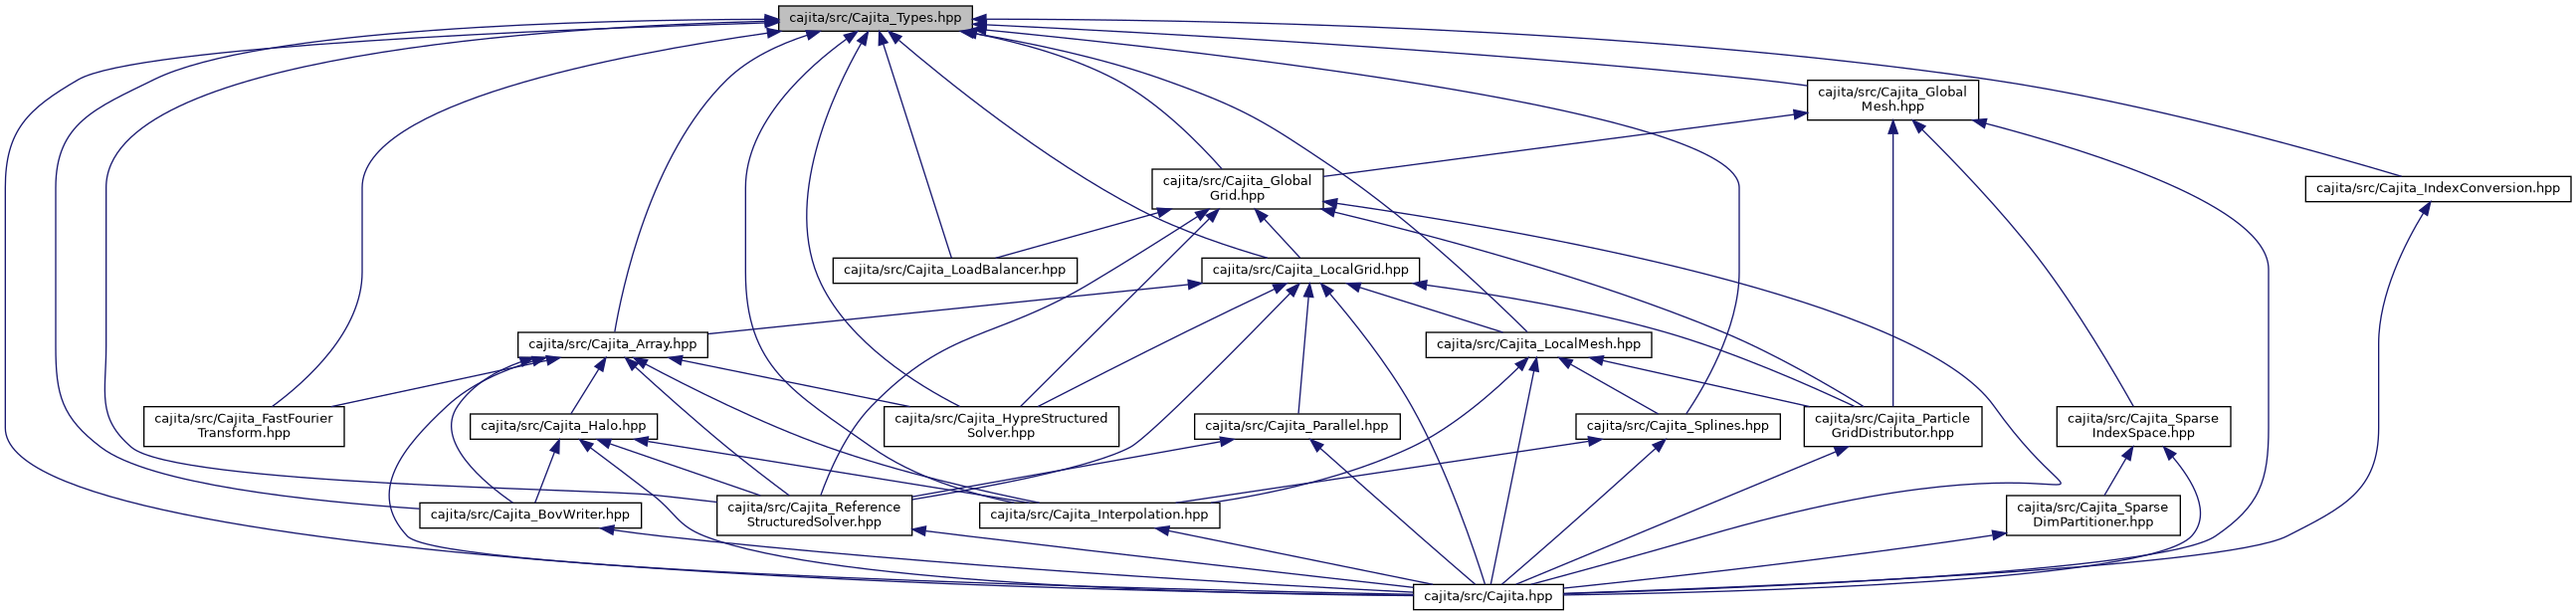 cajita/src/Cajita_Types.hpp
cajita/src/Cajita_Global
Mesh.hpp
cajita/src/Cajita_Global
Grid.hpp
cajita/src/Cajita_IndexConversion.hpp
cajita/src/Cajita_LoadBalancer.hpp
cajita/src/Cajita_LocalGrid.hpp
cajita/src/Cajita_Array.hpp
cajita/src/Cajita_LocalMesh.hpp
cajita/src/Cajita_FastFourier
Transform.hpp
cajita/src/Cajita_Halo.hpp
cajita/src/Cajita_HypreStructured
Solver.hpp
cajita/src/Cajita_Parallel.hpp
cajita/src/Cajita_Splines.hpp
cajita/src/Cajita_Particle
GridDistributor.hpp
cajita/src/Cajita_Sparse
IndexSpace.hpp
cajita/src/Cajita_BovWriter.hpp
cajita/src/Cajita_Reference
StructuredSolver.hpp
cajita/src/Cajita_Interpolation.hpp
cajita/src/Cajita_Sparse
DimPartitioner.hpp
cajita/src/Cajita.hpp